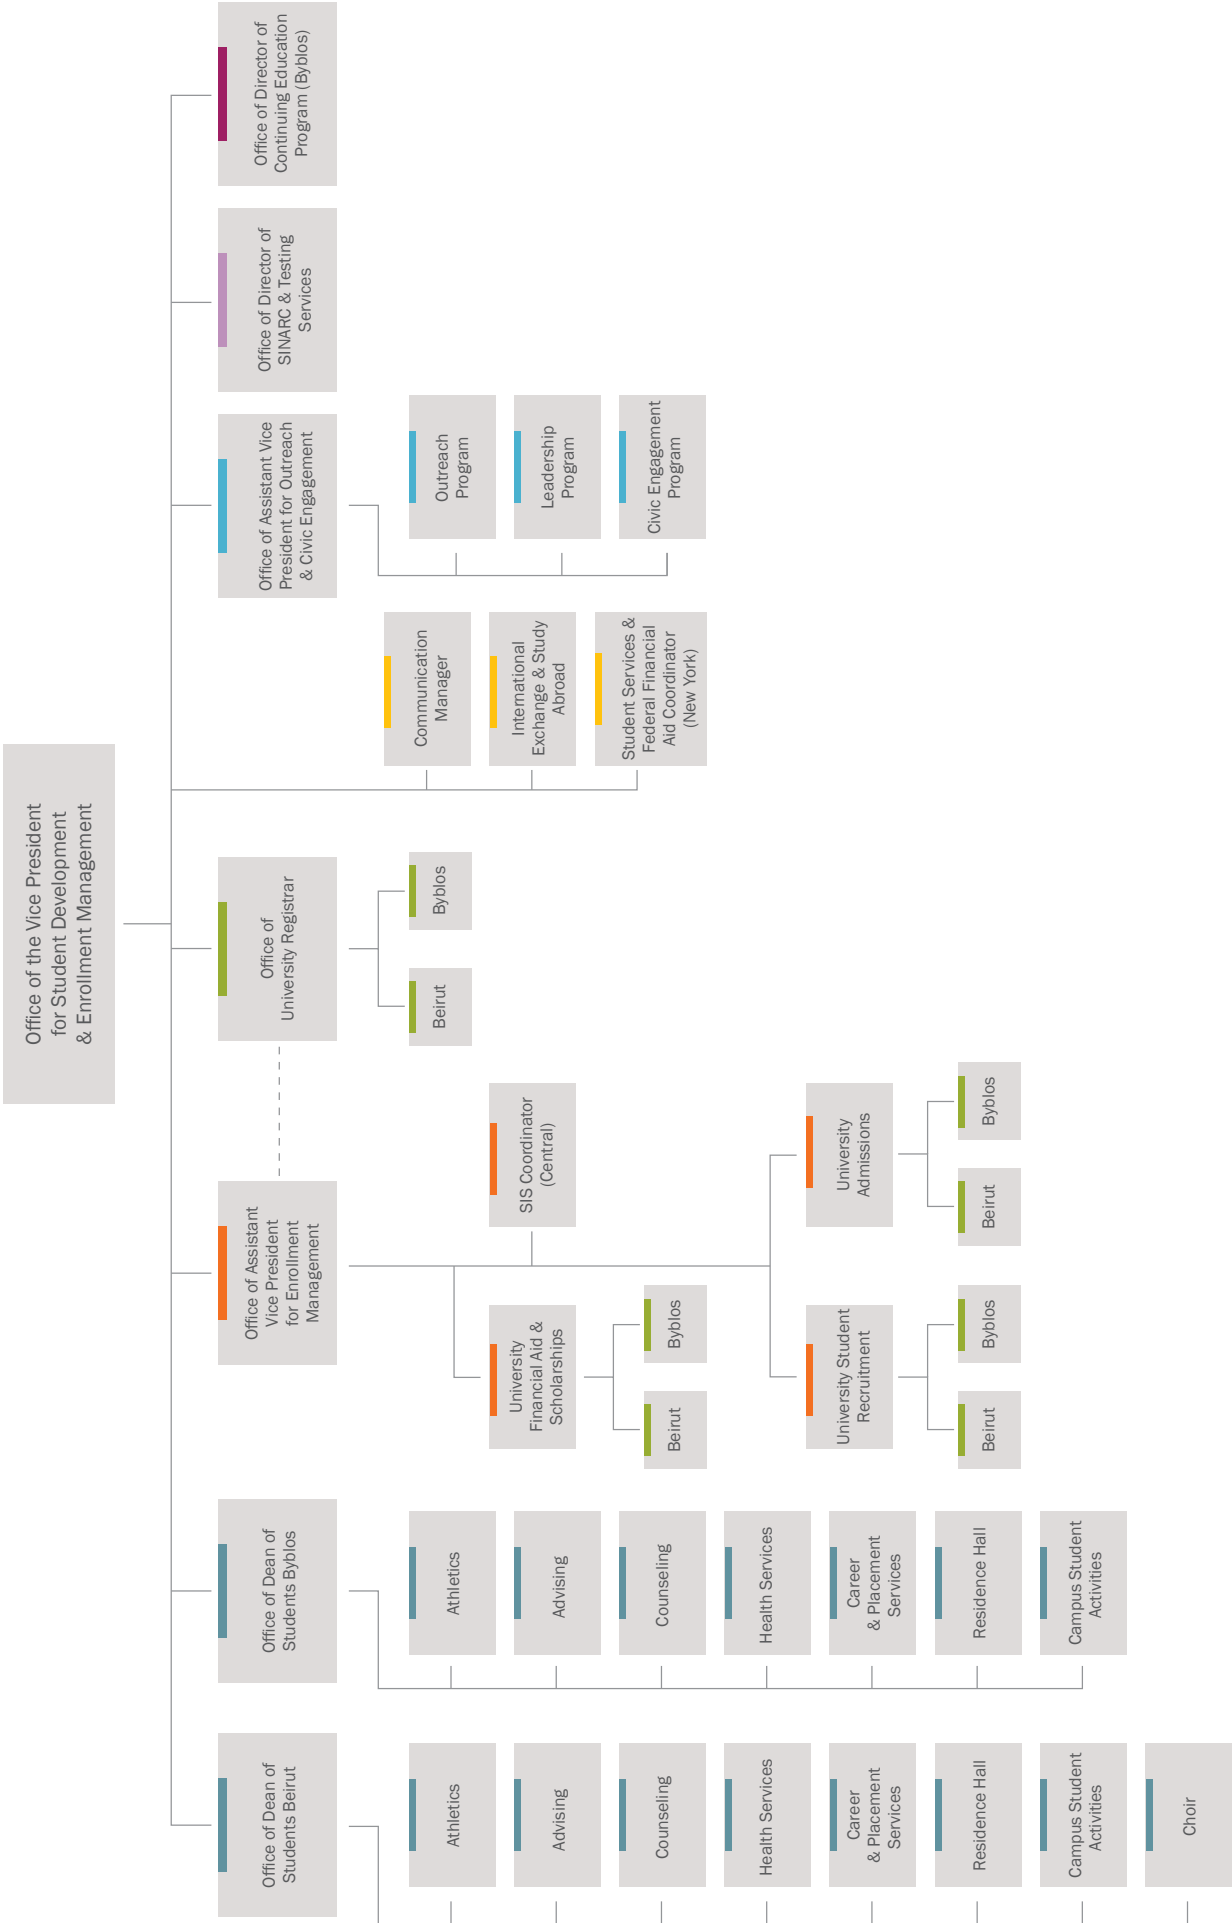 Office of the Vice President
for Student Development
& Enrollment Management
Office of Dean of
Students Beirut
Athletics
Advising
Counseling
Health Services
Career
& Placement
Services
Residence Hall
Campus Student
Activities
Choir
Office of Dean of
Students Byblos
Athletics
Advising
Counseling
Health Services
Career
& Placement
Services
Residence Hall
Campus Student
Activities
Office of Assistant
Vice President
for Enrollment
Management
University
Financial Aid &
Scholarships
Beirut
Byblos
SIS Coordinator
(Central)
University Student
Recruitment
Beirut
Byblos
University
Admissions
Beirut
Byblos
Office of
University Registrar
Beirut
Byblos
Communication
Manager
International
Exchange & Study
Abroad
Student Services &
Federal Financial
Aid Coordinator
(New York)
Office of Assistant Vice
President for Outreach
& Civic Engagement
Outreach
Program
Leadership
Program
Civic Engagement
Program
Office of Director of
SINARC & Testing
Services
Office of Director of
Continuing Education
Program (Byblos)